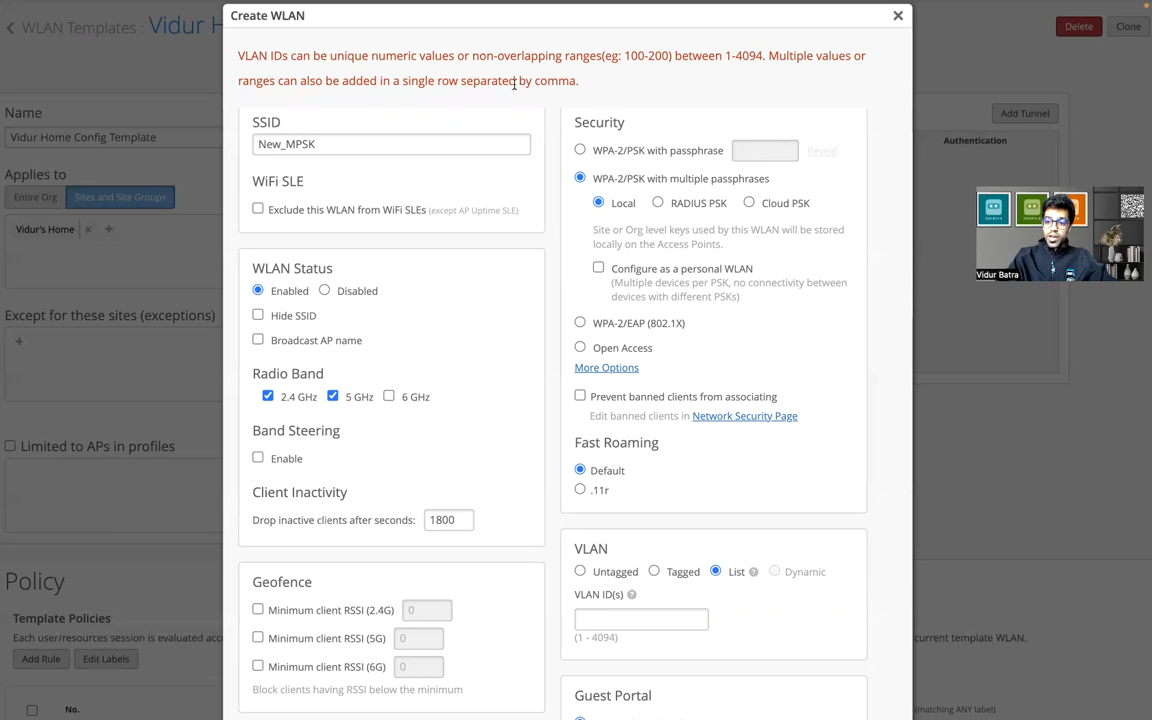 WLAN Templates : Vidur H
Delete
Clone
Create WLAN
VLAN IDs can be unique numeric values or non-overlapping ranges(eg: 100-200) between 1-4094. Multiple values or
ranges can also be added in a single row separated by comma.
Name
Vidur Home Config Template
Applies to
Entire Org
Sites and Site Groups
Vidur's Home
Except for these sites (exceptions)
Limited to APs in profiles
Policy
Template Policies
Each user/resources session is evaluated acco
current template WLAN.
Add Rule
Edit Labels
No.
(matching ANY label)
SSID
New_MPSK
WiFi SLE
Exclude this WLAN from WiFi SLEs (except AP Uptime SLE)
WLAN Status
Enabled
Disabled
Hide SSID
Broadcast AP name
Radio Band
2.4 GHz
5 GHz
6 GHz
Band Steering
Enable
Client Inactivity
Drop inactive clients after seconds:
1800
Geofence
Minimum client RSSI (2.4G)
0
Minimum client RSSI (5G)
0
Minimum client RSSI (6G)
0
Block clients having RSSI below the minimum
Security
WPA-2/PSK with passphrase
Reveal
WPA-2/PSK with multiple passphrases
Local
RADIUS PSK
Cloud PSK
Site or Org level keys used by this WLAN will be stored
locally on the Access Points.
Configure as a personal WLAN
(Multiple devices per PSK, no connectivity between
devices with different PSKs)
WPA-2/EAP (802.1X)
Open Access
More Options
Prevent banned clients from associating
Edit banned clients in Network Security Page
Fast Roaming
Default
.11r
VLAN
Untagged
Tagged
List
Dynamic
VLAN ID(s)
(1 - 4094)
Guest Portal
Add Tunnel
Authentication
Vidur Batra